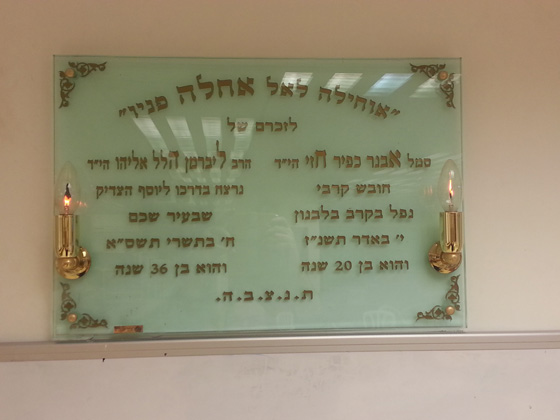 "אוחילה לאל אחלה פניו"
לזכרם של
סמל אבנר כפיר חזי הי"ד
חובש קרבי
נפל בקרב בלבנון
י' באדר תשנ"ז
והוא בן 20 שנה
הרב ליברמן הלל אליהו הי"ד
נרצח בדרכו ליוסף הצדיק
שבעיר שכם
ח' בתשרי תשס"א
והוא בן 36 שנה
ת.נ.צ.ב.ה.